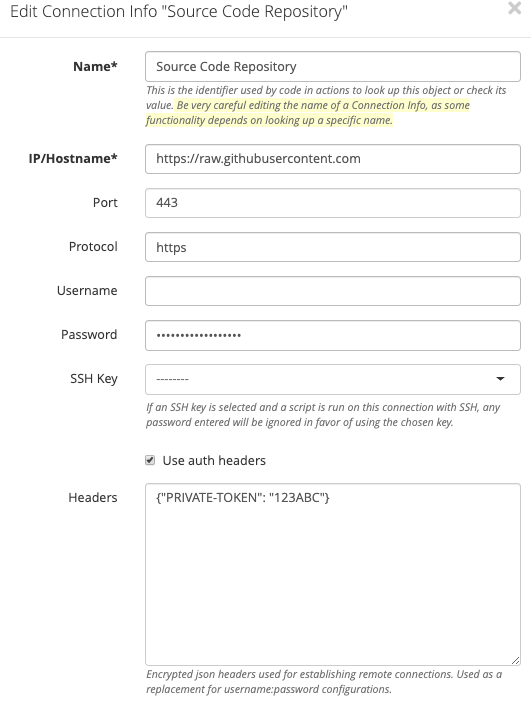 Edit Connection Info "Source Code Repository"
Name*
Source Code Repository
This is the identifier used by code in actions to look up this object or check its
value. Be very careful editing the name of a Connection Info, as some
functionality depends on looking up a specific name.
IP/Hostname*
https://raw.githubusercontent.com
Port
443
Protocol
https
Username
Password
••••••••••••••••••
SSH Key
--------
If an SSH key is selected and a script is run on this connection with SSH, any
password entered will be ignored in favor of using the chosen key.
Use auth headers
Headers
{"PRIVATE-TOKEN": "123ABC"}
Encrypted json headers used for establishing remote connections. Used as a
replacement for username:password configurations.